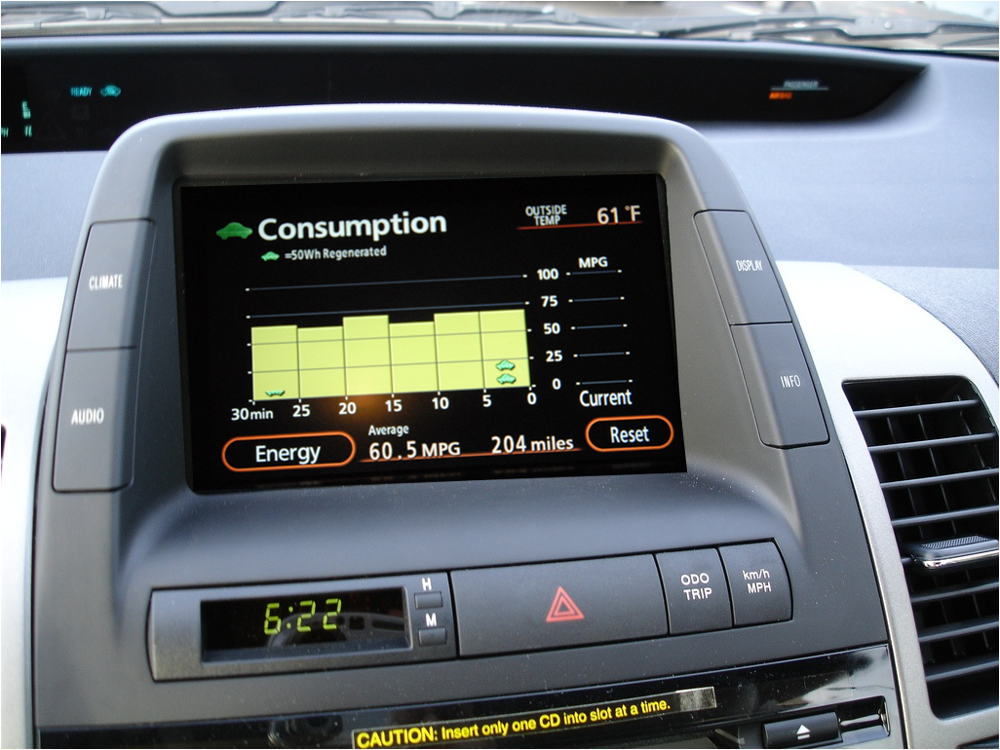 READY
PASSENGER
AIRBAG
Consumption
=50Wh Regenerated
OUTSIDE
TEMP
61°F
CLIMATE
AUDIO
DISPLAY
INFO
MPG
100
75
50
25
0
30min 25 20 15 10 5 0
Current
Energy
Average
60.5 MPG 204 miles
Reset
6:22
H
M
ODO
TRIP
km/h
MPH
CAUTION: Insert only one CD into slot at a time.